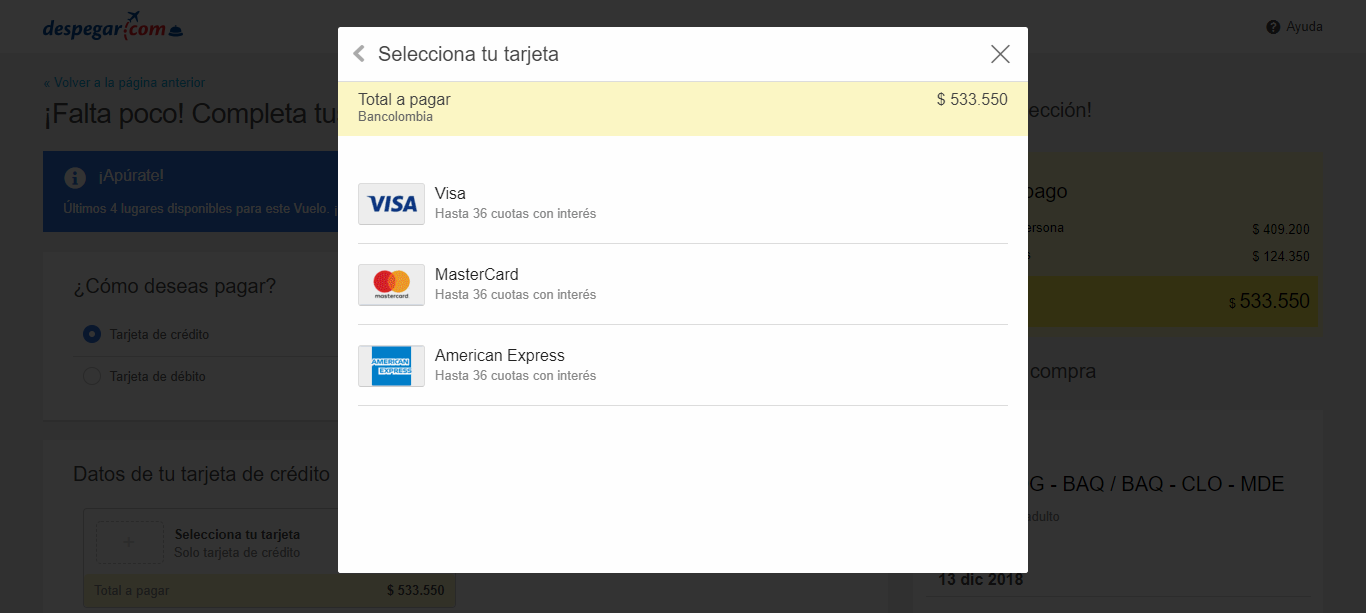 despegar.com
Ayuda
« Volver a la página anterior
¡Falta poco! Completa tu
ección!
¡Apúrate!
Últimos 4 lugares disponibles para este Vuelo.
¿Cómo deseas pagar?
Tarjeta de crédito
Tarjeta de débito
Datos de tu tarjeta de crédito
Selecciona tu tarjeta
Solo tarjeta de crédito
Total a pagar $ 533.550
Selecciona tu tarjeta
Total a pagar $ 533.550
Bancolombia
VISA
Visa
Hasta 36 cuotas con interés
mastercard
MasterCard
Hasta 36 cuotas con interés
AMERICAN
EXPRESS
American Express
Hasta 36 cuotas con interés
pago
ersona $ 409.200
s $ 124.350
$ 533.550
compra
G - BAQ / BAQ - CLO - MDE
adulto
13 dic 2018